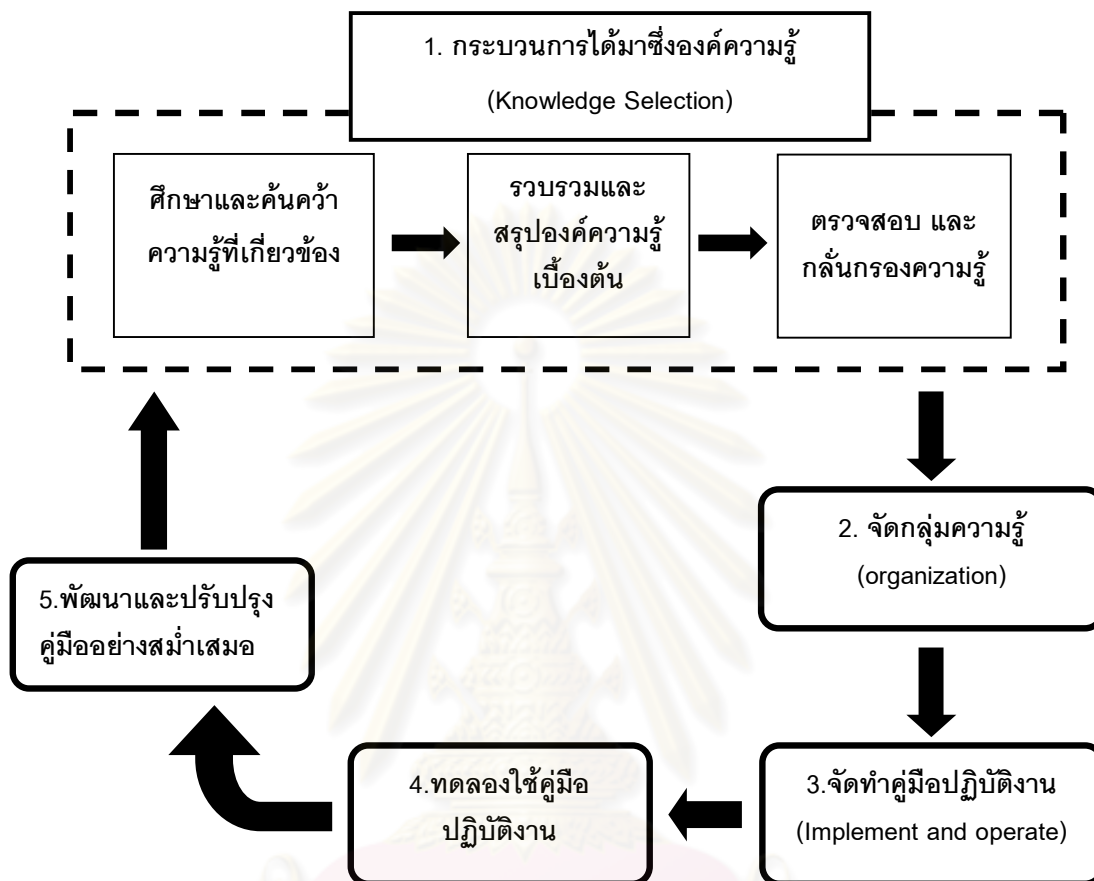 1. กระบวนการได้มาซึ่งองค์ความรู้
(Knowledge Selection)
ศึกษาและค้นคว้า
ความรู้ที่เกี่ยวข้อง
รวบรวมและ
สรุปองค์ความรู้
เบื้องต้น
ตรวจสอบ และ
กลั่นกรองความรู้
2. จัดกลุ่มความรู้
(organization)
3.จัดทำคู่มือปฏิบัติงาน
(Implement and operate)
4.ทดลองใช้คู่มือ
ปฏิบัติงาน
5.พัฒนาและปรับปรุง
คู่มืออย่างสม่ำเสมอ